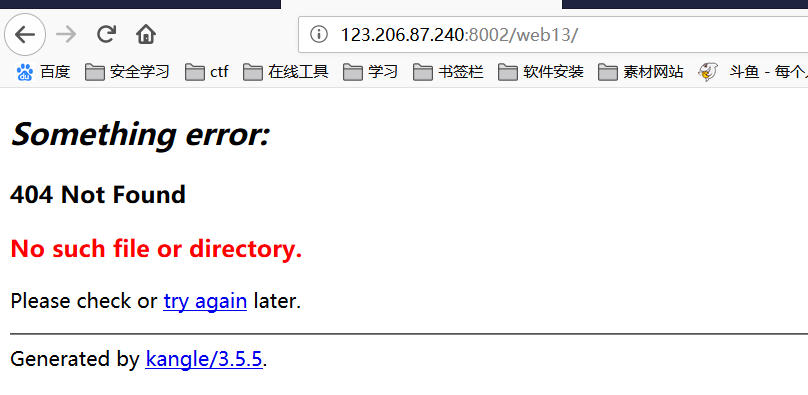 123.206.87.240:8002/web13/
百度 安全学习 ctf 在线工具 学习 书签栏 软件安装 素材网站 斗鱼 - 每个
Something error:
404 Not Found
No such file or directory.
Please check or try again later.
Generated by kangle/3.5.5.